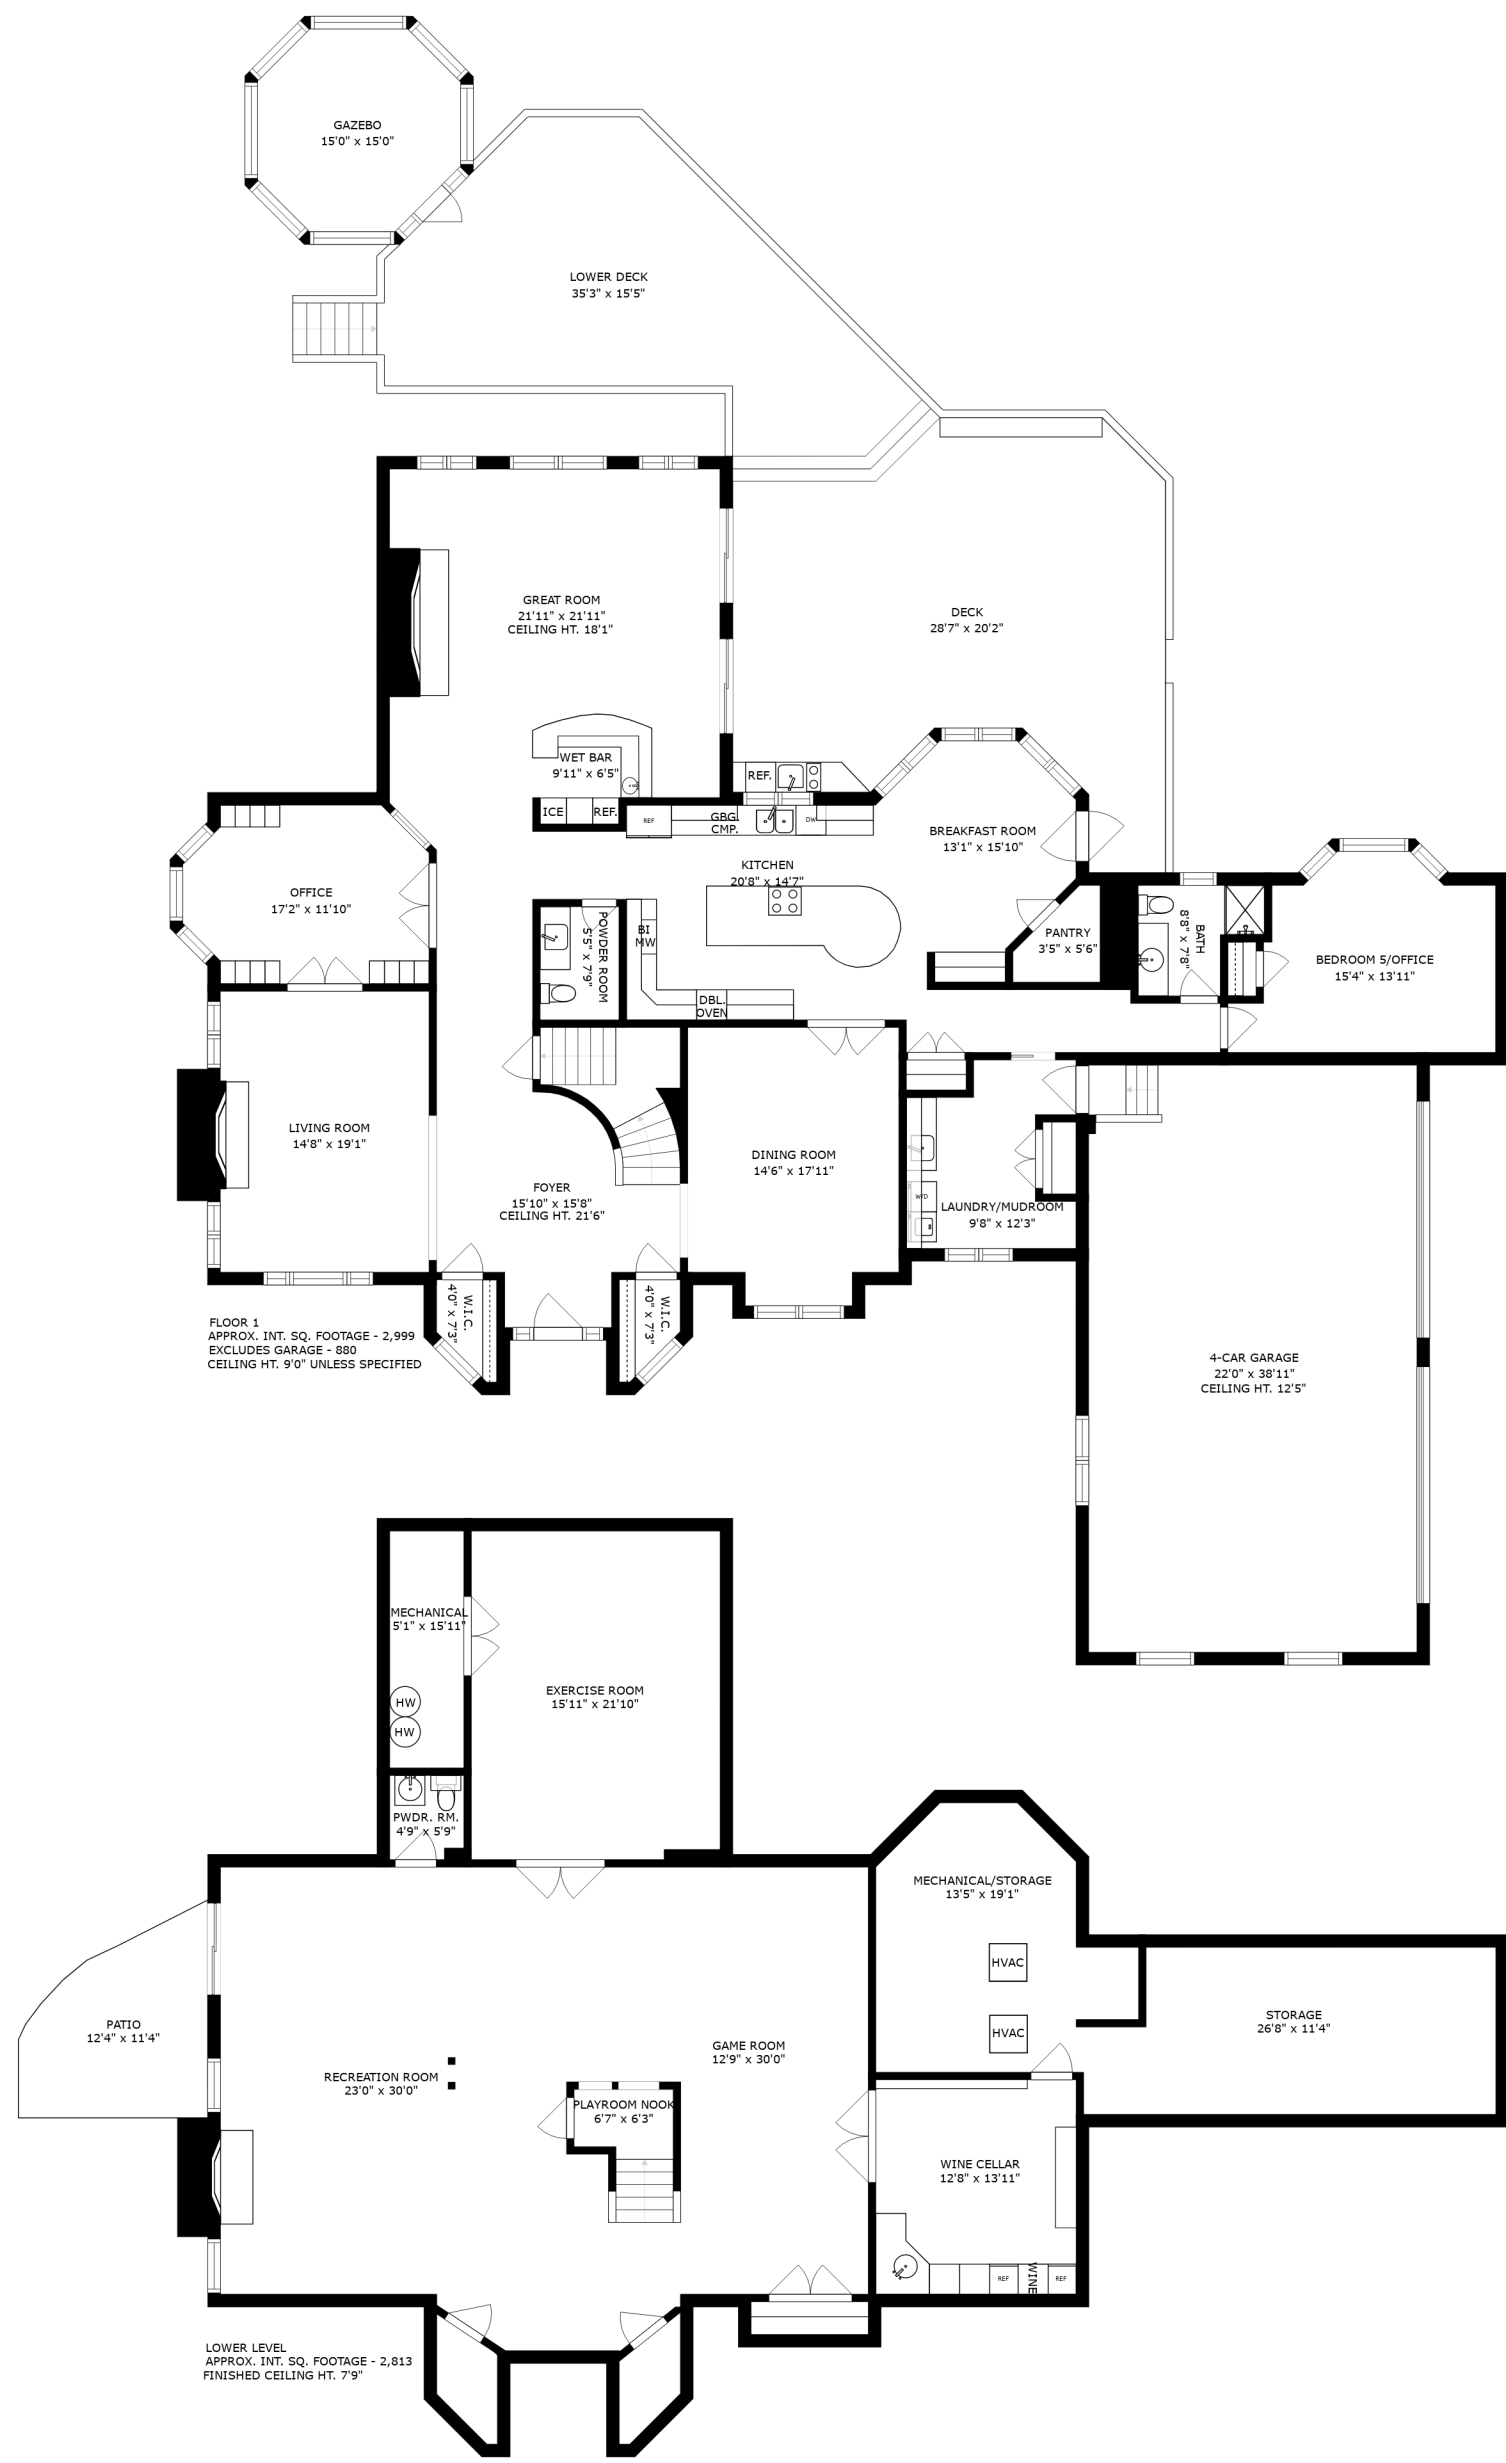 GAZEBO
15'0" x 15'0"
LOWER DECK
35'3" x 15'5"
GREAT ROOM
21'11" x 21'11"
CEILING HT. 18'1"
DECK
28'7" x 20'2"
WET BAR
9'11" x 6'5"
ICE
REF.
REF.
REF
GBG.
CMP.
DW
BREAKFAST ROOM
13'1" x 15'10"
KITCHEN
20'8" x 14'7"
OFFICE
17'2" x 11'10"
POWDER ROOM
5'5" x 7'9"
BI
MW
DBL.
OVEN
PANTRY
3'5" x 5'6"
BATH
8'8" x 7'8"
BEDROOM 5/OFFICE
15'4" x 13'11"
LIVING ROOM
14'8" x 19'1"
DINING ROOM
14'6" x 17'11"
FOYER
15'10" x 15'8"
CEILING HT. 21'6"
W/D
LAUNDRY/MUDROOM
9'8" x 12'3"
W.I.C.
4'0" x 7'3"
W.I.C.
4'0" x 7'3"
FLOOR 1
APPROX. INT. SQ. FOOTAGE - 2,999
EXCLUDES GARAGE - 880
CEILING HT. 9'0" UNLESS SPECIFIED
4-CAR GARAGE
22'0" x 38'11"
CEILING HT. 12'5"
MECHANICAL
5'1" x 15'11"
EXERCISE ROOM
15'11" x 21'10"
HW
HW
PWDR. RM.
4'9" x 5'9"
MECHANICAL/STORAGE
13'5" x 19'1"
HVAC
HVAC
STORAGE
26'8" x 11'4"
PATIO
12'4" x 11'4"
RECREATION ROOM
23'0" x 30'0"
GAME ROOM
12'9" x 30'0"
PLAYROOM NOOK
6'7" x 6'3"
WINE CELLAR
12'8" x 13'11"
REF
WINE
REF
LOWER LEVEL
APPROX. INT. SQ. FOOTAGE - 2,813
FINISHED CEILING HT. 7'9"